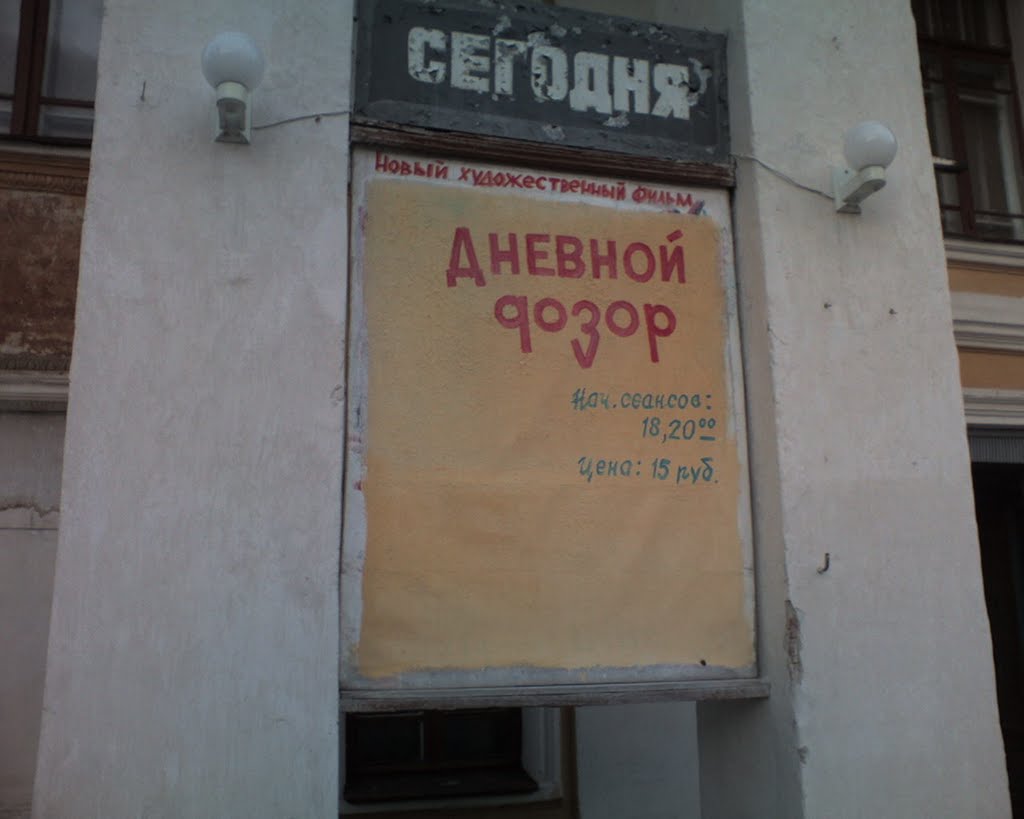 СЕГОДНЯ
Новый художественный фильм
ДНЕВНОЙ
дозор
Нач. сеансов:
18,20⁰⁰
Цена: 15 руб.